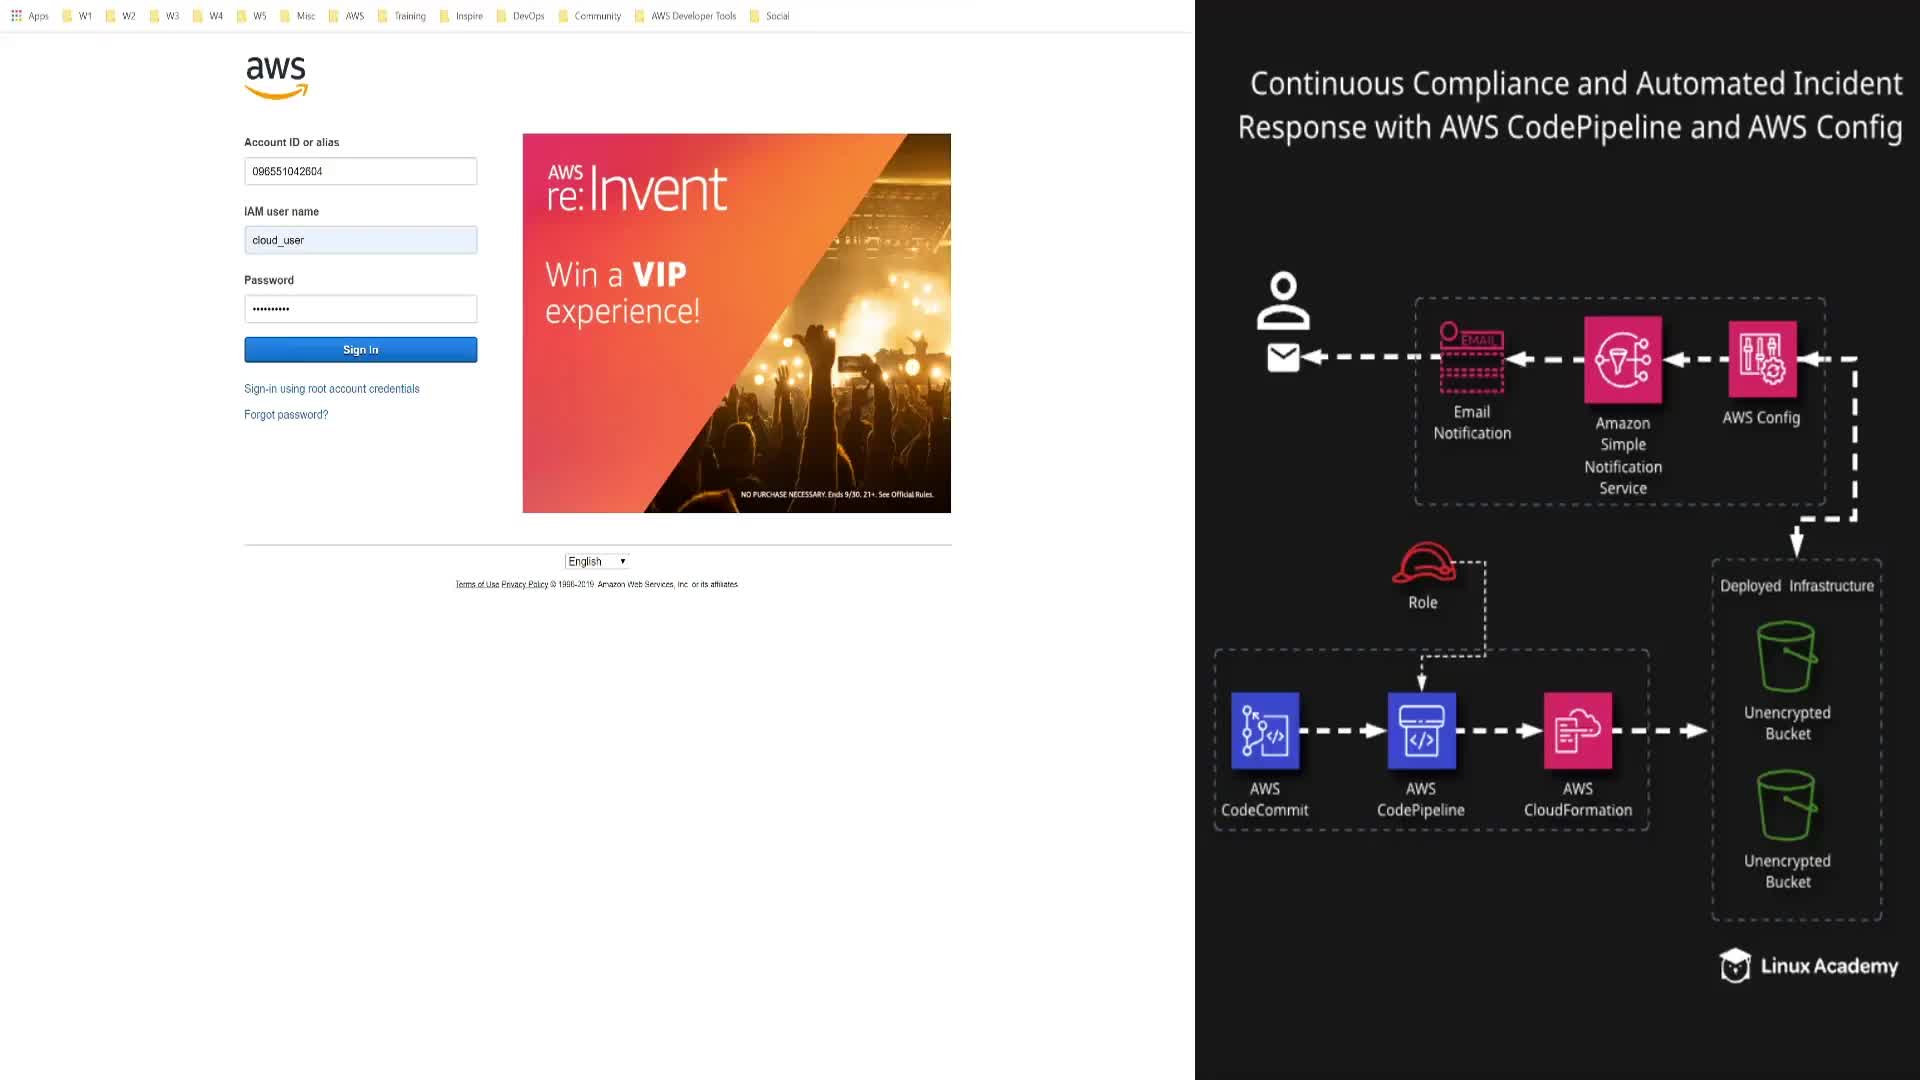 Apps W1 W2 W3 W4 W5 Misc AWS Training Inspire DevOps Community AWS Developer Tools Social
aws
Account ID or alias
096551042604
IAM user name
cloud_user
Password
••••••••••
Sign In
Sign-in using root account credentials
Forgot password?
AWS
re:Invent
Win a VIP
experience!
NO PURCHASE NECESSARY. Ends 9/30. 21+. See Official Rules.
English
Terms of Use Privacy Policy © 1996-2019, Amazon Web Services, Inc. or its affiliates.
Continuous Compliance and Automated Incident
Response with AWS CodePipeline and AWS Config
EMAIL
Email
Notification
Amazon
Simple
Notification
Service
AWS Config
Role
Deployed Infrastructure
Unencrypted
Bucket
Unencrypted
Bucket
AWS
CodeCommit
AWS
CodePipeline
AWS
CloudFormation
Linux Academy